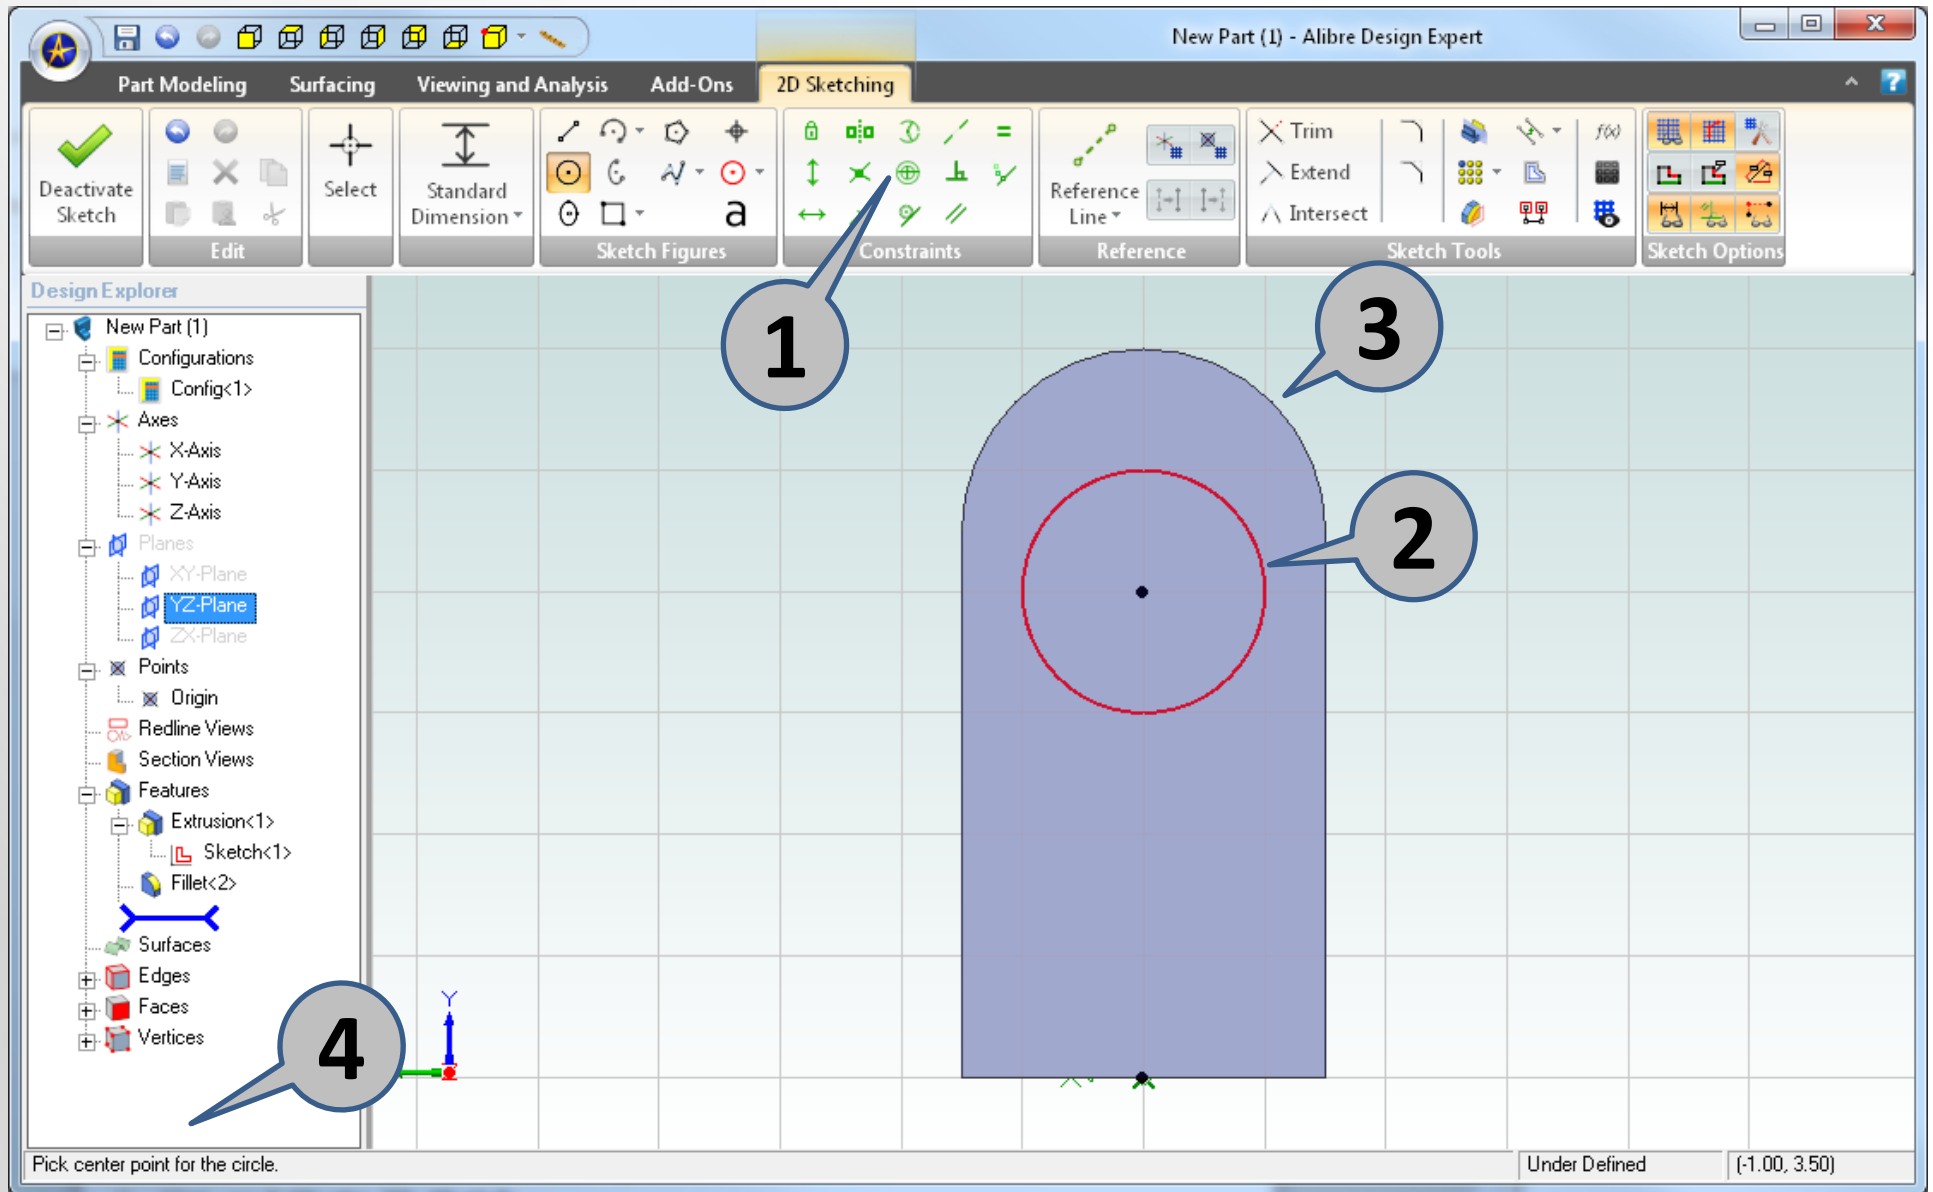 New Part (1) - Alibre Design Expert
Part Modeling Surfacing Viewing and Analysis Add-Ons 2D Sketching
Deactivate Sketch
Edit
Select
Standard Dimension
a
Sketch Figures
Constraints
Reference Line
Reference
Trim
Extend
Intersect
f(x)
Sketch Tools
Sketch Options
Design Explorer
New Part (1)
Configurations
Config<1>
Axes
X-Axis
Y-Axis
Z-Axis
Planes
XY-Plane
YZ-Plane
ZX-Plane
Points
Origin
Redline Views
Section Views
Features
Extrusion<1>
Sketch<1>
Fillet<2>
Surfaces
Edges
Faces
Vertices
1
3
2
4
Y
Z
Pick center point for the circle. Under Defined (-1.00, 3.50)